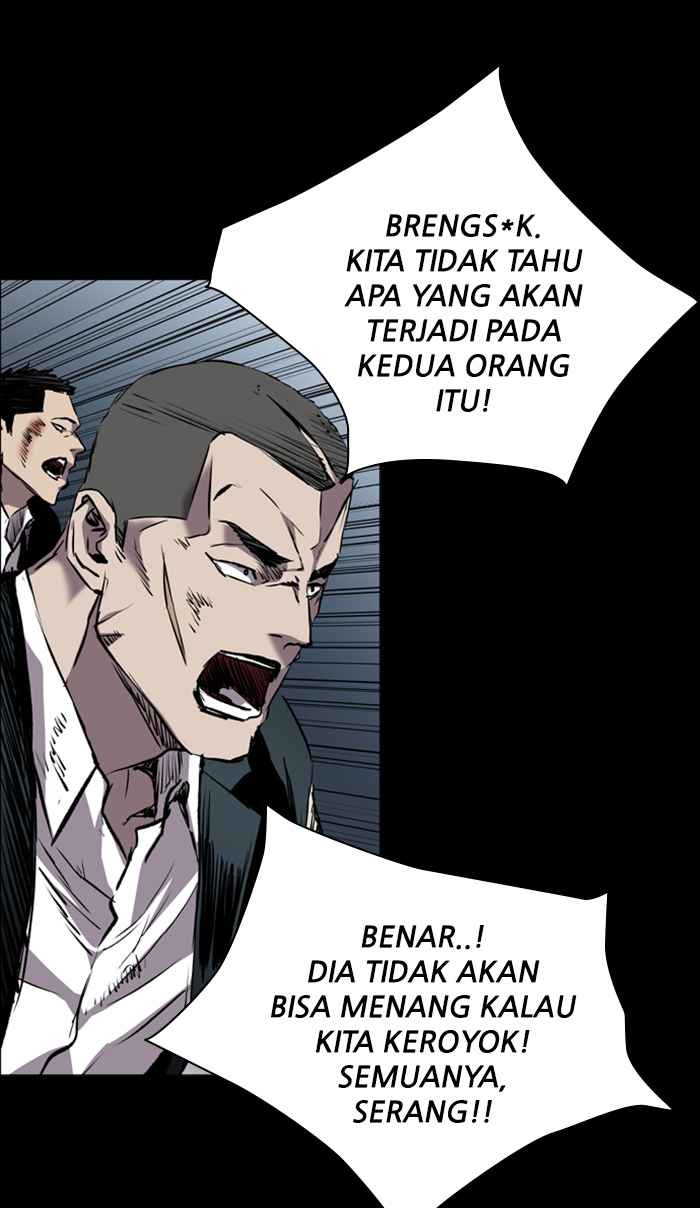 BRENGS*K.
KITA TIDAK TAHU
APA YANG AKAN
TERJADI PADA
KEDUA ORANG
ITU!
BENAR..!
DIA TIDAK AKAN
BISA MENANG KALAU
KITA KEROYOK!
SEMUANYA,
SERANG!!